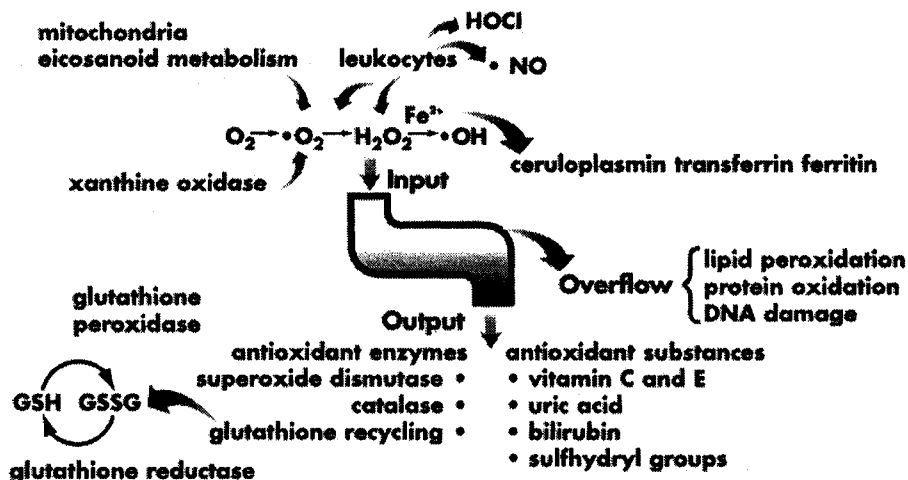 HOCl
mitochondria
eicosanoid metabolism
leukocytes
• NO
Fe²⁺
O₂→•O₂→H₂O₂→•OH
ceruloplasmin transferrin ferritin
xanthine oxidase
Input
Overflow
lipid peroxidation
protein oxidation
DNA damage
glutathione
peroxidase
GSH GSSG
glutathione reductase
Output
antioxidant enzymes
superoxide dismutase •
catalase •
glutathione recycling •
antioxidant substances
• vitamin C and E
• uric acid
• bilirubin
• sulfhydryl groups